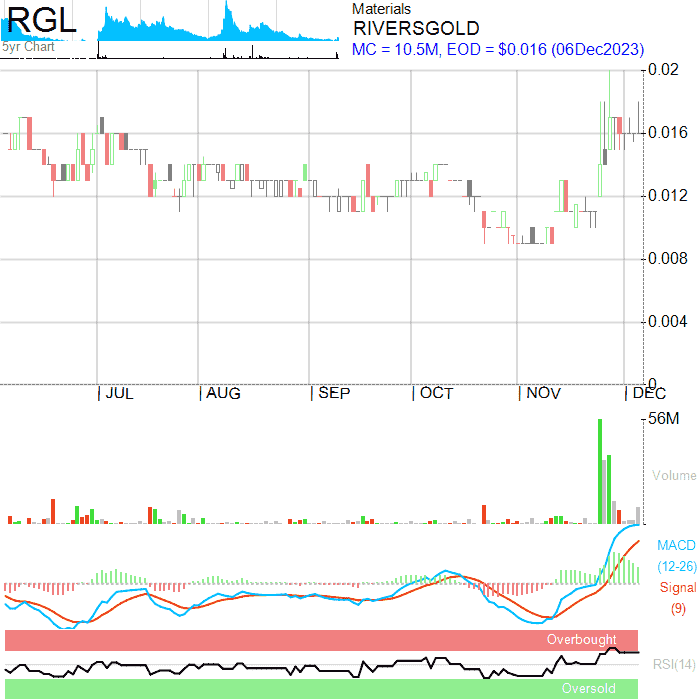 RGL
5yr Chart
Materials
RIVERSGOLD
MC = 10.5M, EOD = $0.016 (06Dec2023)
0.02
0.016
0.012
0.008
0.004
0
| JUL | AUG | SEP | OCT | NOV | DEC
56M
Volume
MACD
(12-26)
Signal
(9)
Overbought
RSI(14)
Oversold